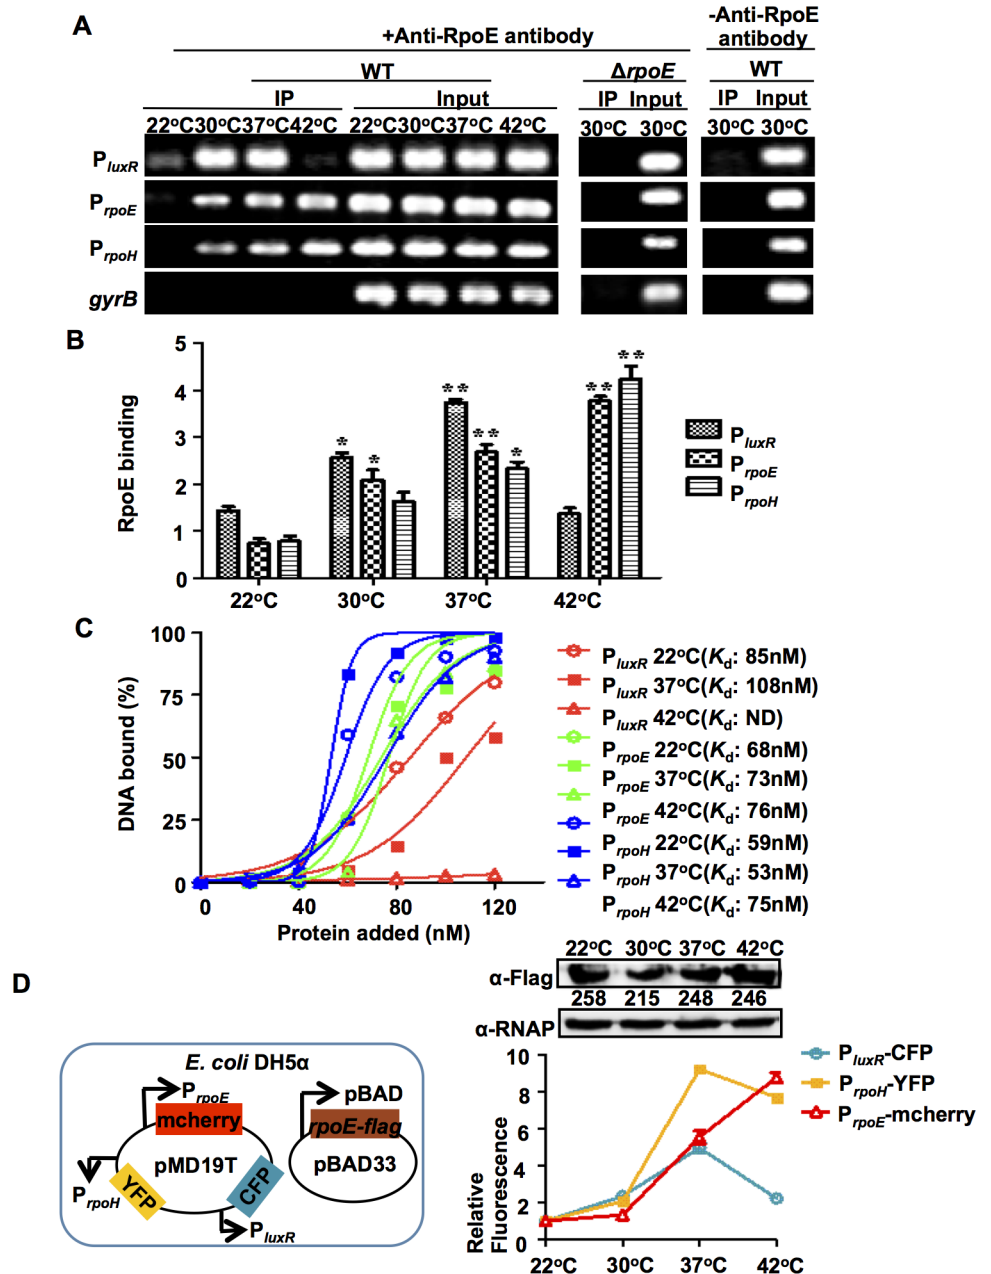 A
+Anti-RpoE antibody
-Anti-RpoE
antibody
WT
ΔrpoE
WT
IP Input
IP Input
IP Input
22°C 30°C 37°C 42°C 22°C 30°C 37°C 42°C
30°C 30°C
30°C 30°C
PluxR
PrpoE
PrpoH
gyrB
B
RpoE binding
5
4
3
2
1
0
* * ** ** * ** **
22°C 30°C 37°C 42°C
PluxR
PrpoE
PrpoH
C
DNA bound (%)
100
75
50
25
0
0 40 80 120
Protein added (nM)
PluxR 22°C(Kd: 85nM)
PluxR 37°C(Kd: 108nM)
PluxR 42°C(Kd: ND)
PrpoE 22°C(Kd: 68nM)
PrpoE 37°C(Kd: 73nM)
PrpoE 42°C(Kd: 76nM)
PrpoH 22°C(Kd: 59nM)
PrpoH 37°C(Kd: 53nM)
PrpoH 42°C(Kd: 75nM)
D
E. coli DH5α
PrpoE
mcherry
pMD19T
PrpoH
YFP
CFP
PluxR
pBAD
rpoE-flag
pBAD33
22°C 30°C 37°C 42°C
α-Flag
258 215 248 246
α-RNAP
Relative
Fluorescence
10
8
6
4
2
0
22°C 30°C 37°C 42°C
PluxR-CFP
PrpoH-YFP
PrpoE-mcherry